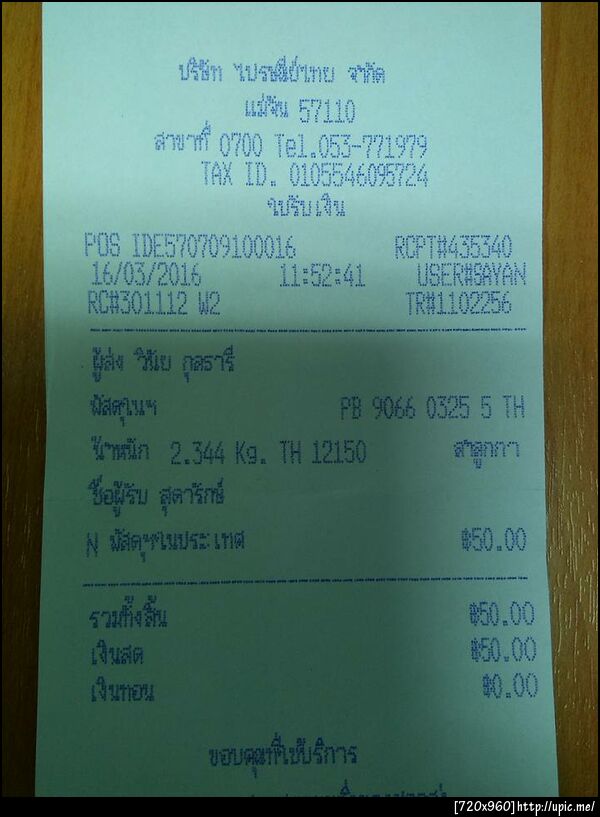 บริษัท ไปรษณีย์ไทย จำกัด
แม่จัน 57110
สาขาที่ 0700 Tel.053-771979
TAX ID. 0105546095724
ใบรับเงิน
POS IDE570709100016 RCPT#435340
16/03/2016 11:52:41 USER#SAYAN
RC#301112 W2 TR#1102256
ผู้ส่ง วินัย กุลธารี
พัสดุในฯ PB 9066 0325 5 TH
น้ำหนัก 2.344 Kg. TH 12150 ลำลูกกา
ชื่อผู้รับ สุดารักษ์
N พัสดุฯในประเทศ ฿50.00
รวมทั้งสิ้น ฿50.00
เงินสด ฿50.00
เงินทอน ฿0.00
ขอบคุณที่ใช้บริการ
[720x960]http://upic.me/